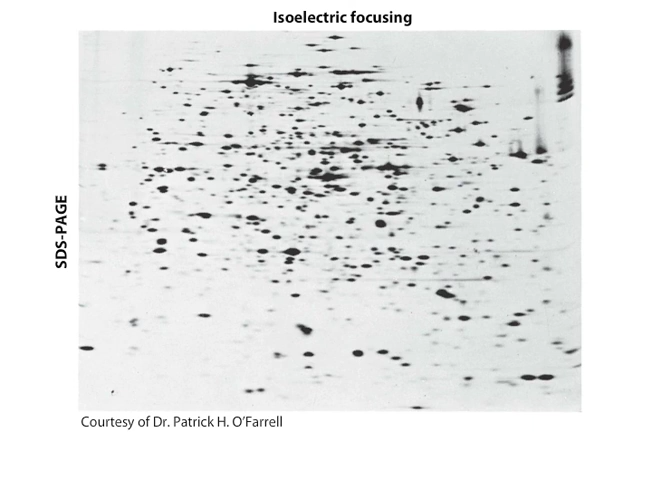 Isoelectric focusing
SDS-PAGE
Courtesy of Dr. Patrick H. O’Farrell